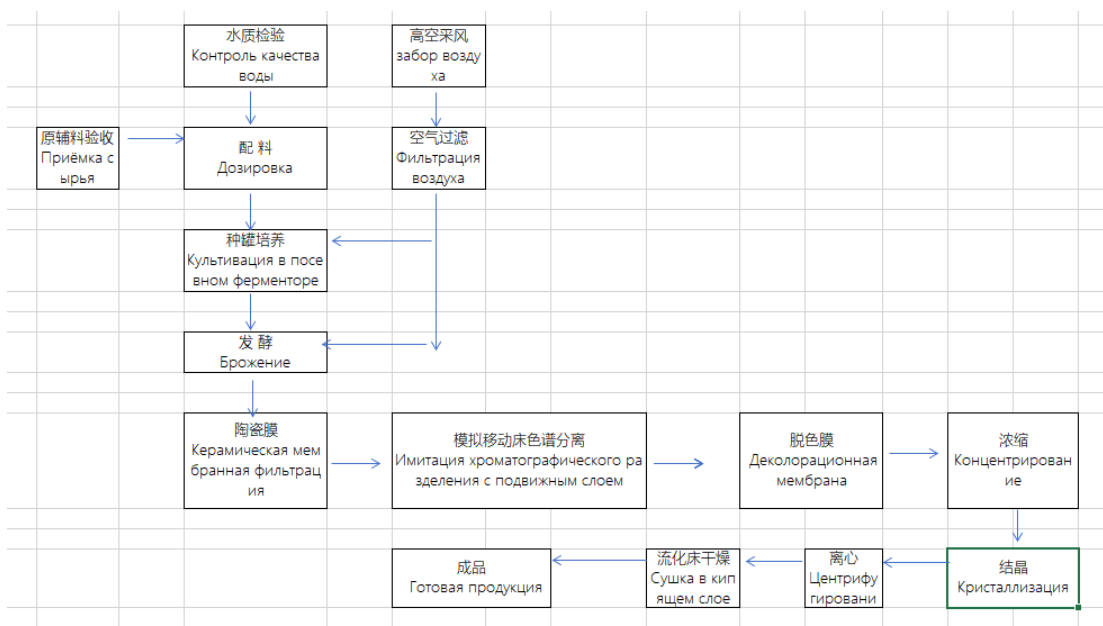 水质检验
Контроль качества
воды
高空采风
забор возду
ха
原辅料验收
Приёмка с
ырья
配 料
Дозировка
空气过滤
Фильтрация
воздуха
种罐培养
Культивация в посе
вном ферменторе
发 酵
Брожение
陶瓷膜
Керамическая мем
бранная фильтрац
ия
模拟移动床色谱分离
Имитация хроматографического ра
зделения с подвижным слоем
脱色膜
Деколорационная
мембрана
浓缩
Концентрирован
ие
成品
Готовая продукция
流化床干燥
Сушка в кип
ящем слое
离心
Центрифу
гировани
结晶
Кристаллизация